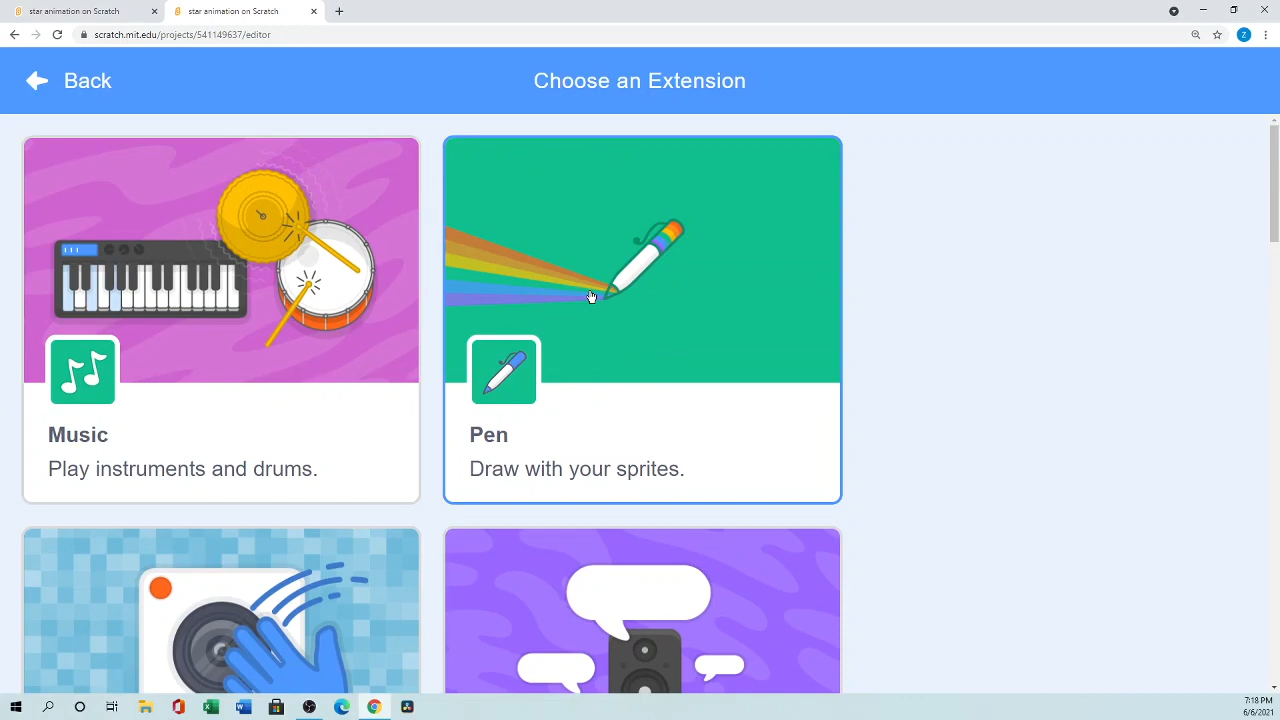 star animation on Scratch
star animation on Scratch
scratch.mit.edu/projects/541149637/editor
Z
Back
Choose an Extension
Music
Play instruments and drums.
Pen
Draw with your sprites.
7:18 PM
6/6/2021